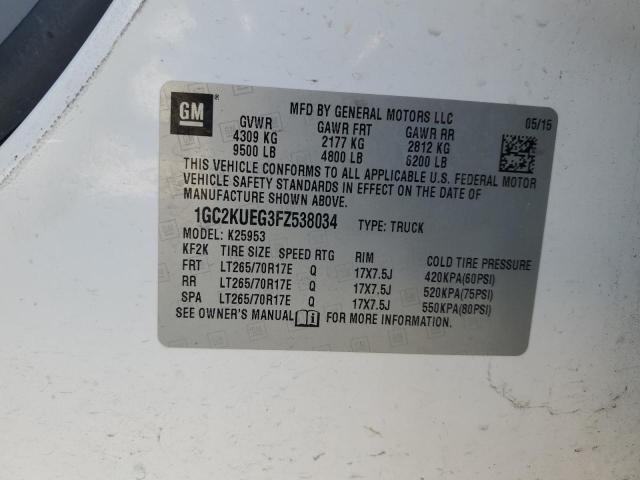 GM
MFD BY GENERAL MOTORS LLC
05/15
GVWR GAWR FRT GAWR RR
4309 KG 2177 KG 2812 KG
9500 LB 4800 LB 6200 LB
THIS VEHICLE CONFORMS TO ALL APPLICABLE U.S. FEDERAL MOTOR
VEHICLE SAFETY STANDARDS IN EFFECT ON THE DATE OF
MANUFACTURE SHOWN ABOVE.
1GC2KUEG3FZ538034 TYPE: TRUCK
MODEL: K25953
KF2K TIRE SIZE SPEED RTG RIM COLD TIRE PRESSURE
FRT LT265/70R17E Q 17X7.5J 420KPA(60PSI)
RR LT265/70R17E Q 17X7.5J 520KPA(75PSI)
SPA LT265/70R17E Q 17X7.5J 550KPA(80PSI)
SEE OWNER'S MANUAL i FOR MORE INFORMATION.